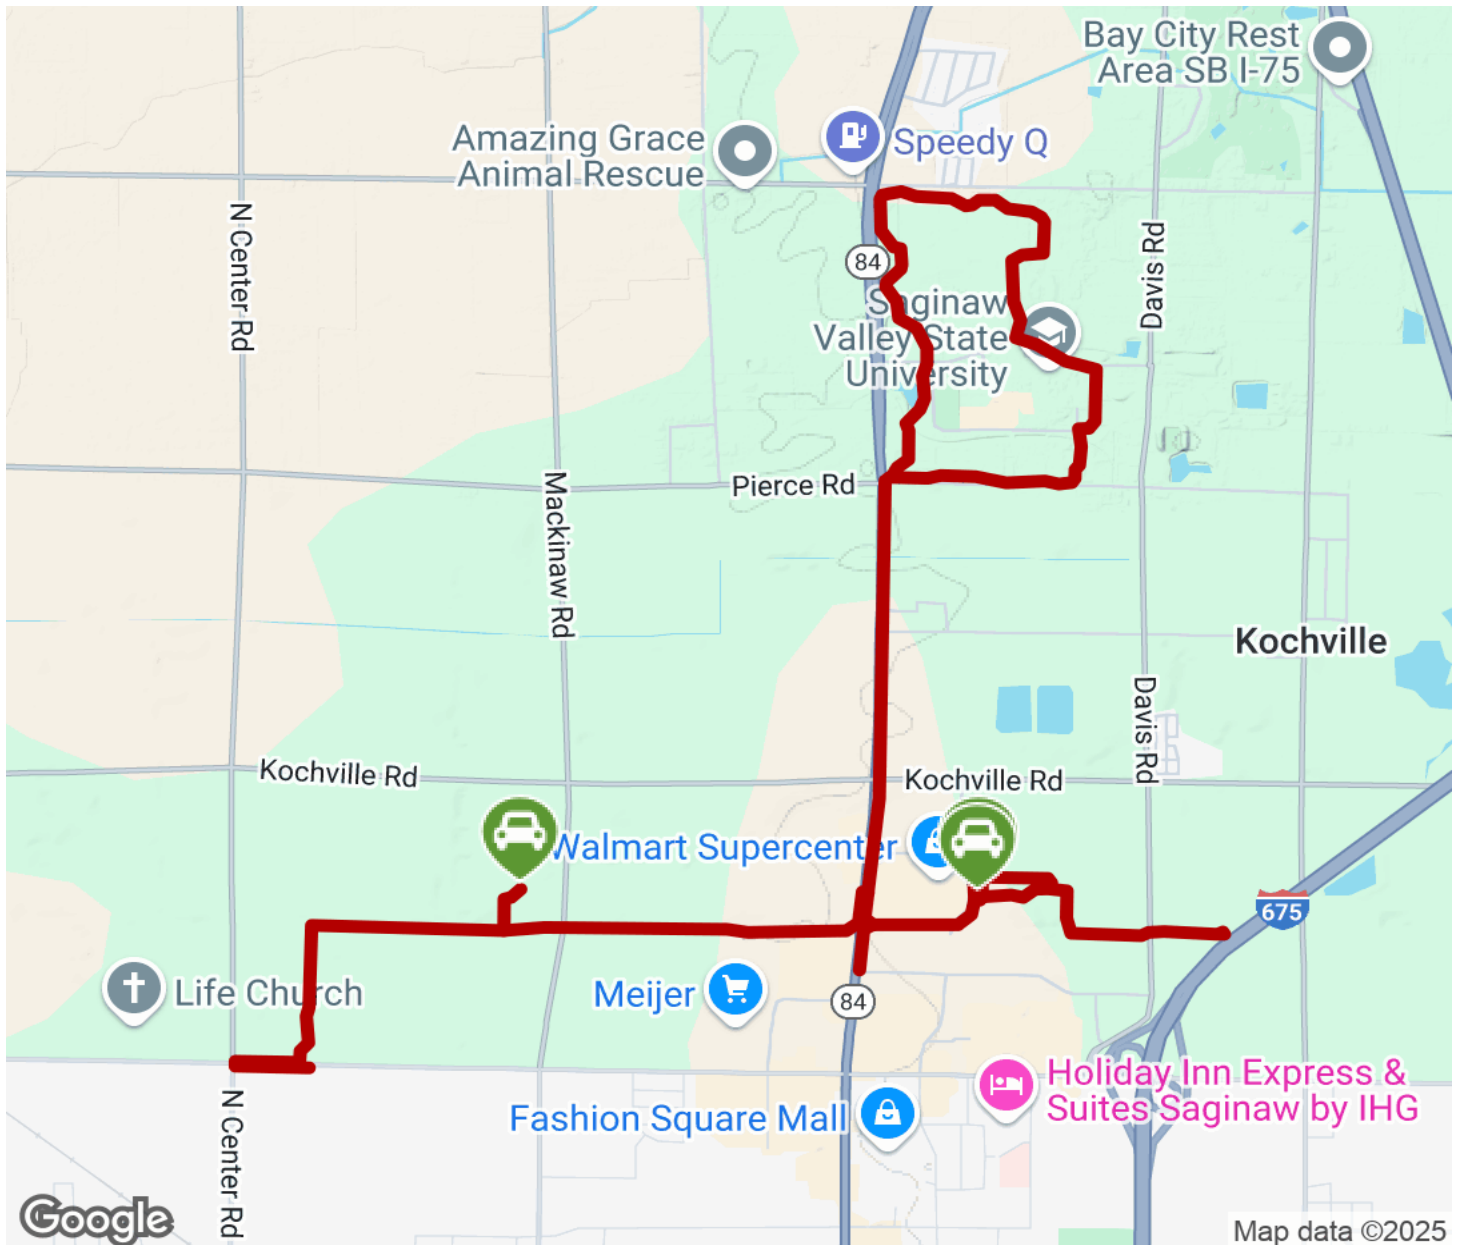 Bay City Rest
Area SB I-75
Amazing Grace
Animal Rescue
Speedy Q
N Center Rd
Davis Rd
84
Saginaw
Valley State
University
Mackinaw Rd
Pierce Rd
Kochville
Davis Rd
Kochville Rd
Kochville Rd
Walmart Supercenter
675
Life Church
Meijer
84
Holiday Inn Express &
Suites Saginaw by IHG
Fashion Square Mall
N Center Rd
Google
Map data ©2025